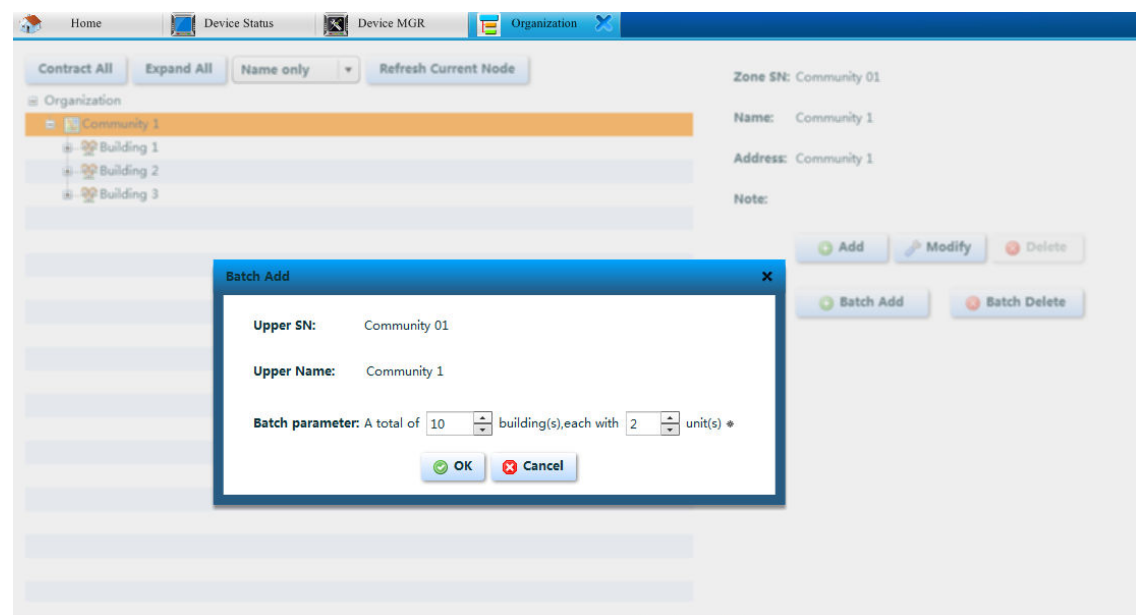 Home Device Status Device MGR Organization
Contract All Expand All Name only Refresh Current Node
Organization
Community 1
Building 1
Building 2
Building 3
Zone SN: Community 01
Name: Community 1
Address: Community 1
Note:
Add Modify Delete
Batch Add Batch Delete
Batch Add
Upper SN: Community 01
Upper Name: Community 1
Batch parameter: A total of 10 building(s),each with 2 unit(s)
OK Cancel